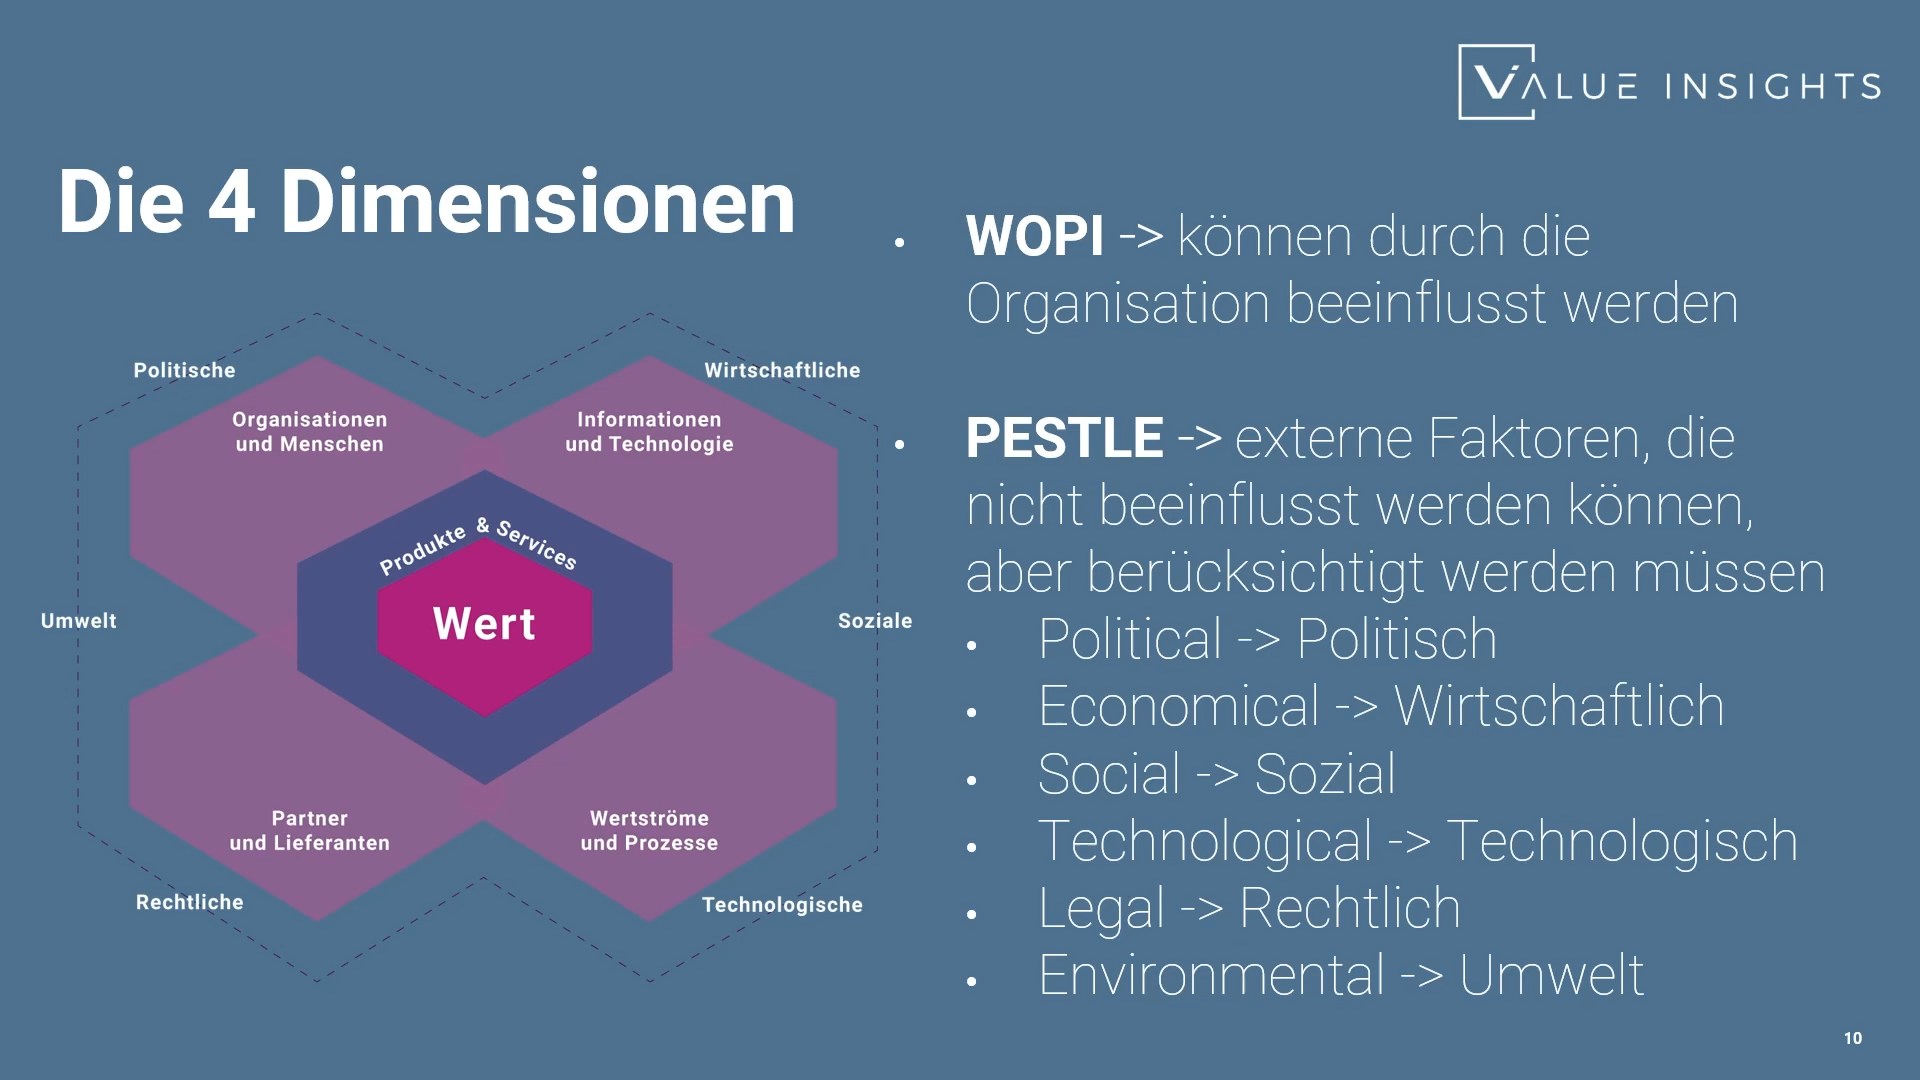 VALUE INSIGHTS
Die 4 Dimensionen
Politische
Wirtschaftliche
Organisationen
und Menschen
Informationen
und Technologie
Produkte & Services
Wert
Umwelt
Soziale
Partner
und Lieferanten
Wertströme
und Prozesse
Rechtliche
Technologische
• WOPI -> können durch die
Organisation beeinflusst werden
• PESTLE -> externe Faktoren, die
nicht beeinflusst werden können,
aber berücksichtigt werden müssen
• Political -> Politisch
• Economical -> Wirtschaftlich
• Social -> Sozial
• Technological -> Technologisch
• Legal -> Rechtlich
• Environmental -> Umwelt
10